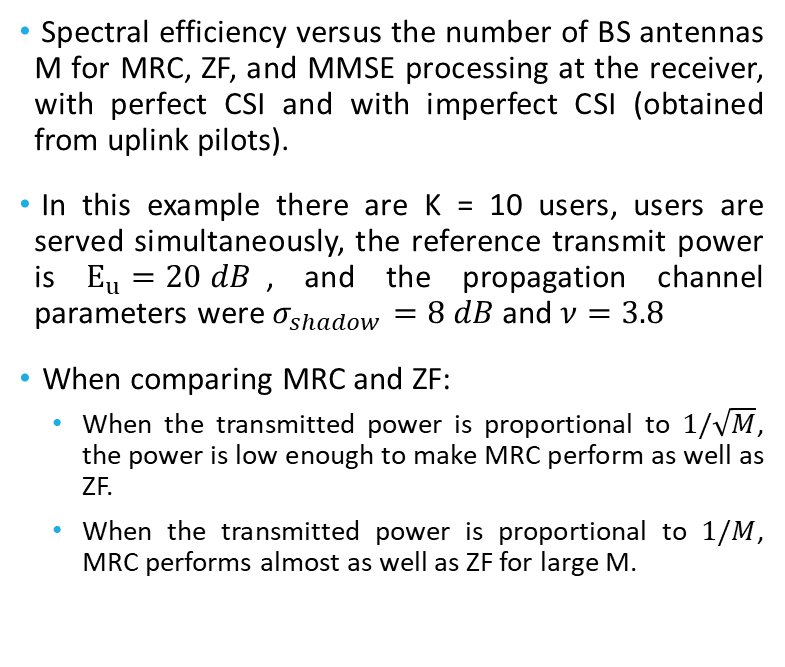 • Spectral efficiency versus the number of BS antennas
M for MRC, ZF, and MMSE processing at the receiver,
with perfect CSI and with imperfect CSI (obtained
from uplink pilots).
• In this example there are K = 10 users, users are
served simultaneously, the reference transmit power
is E_u = 20 dB , and the propagation channel
parameters were σ_shadow = 8 dB and ν = 3.8
• When comparing MRC and ZF:
• When the transmitted power is proportional to 1/√M,
the power is low enough to make MRC perform as well as
ZF.
• When the transmitted power is proportional to 1/M,
MRC performs almost as well as ZF for large M.